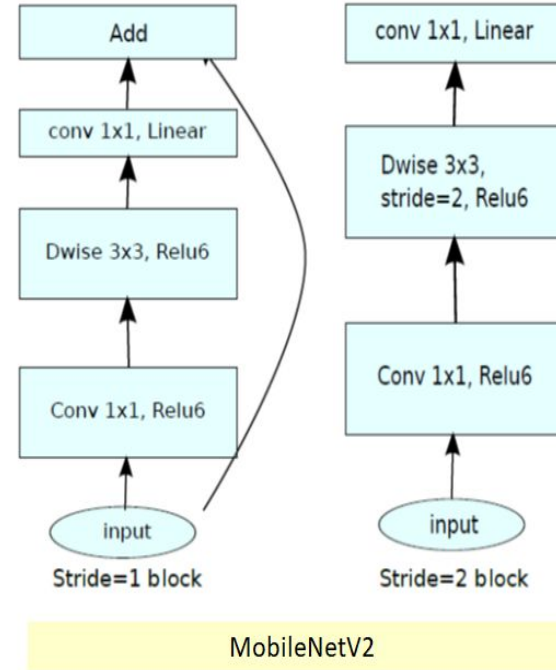 Add
conv 1x1, Linear
Dwise 3x3, Relu6
Conv 1x1, Relu6
input
Stride=1 block
conv 1x1, Linear
Dwise 3x3,
stride=2, Relu6
Conv 1x1, Relu6
input
Stride=2 block
MobileNetV2